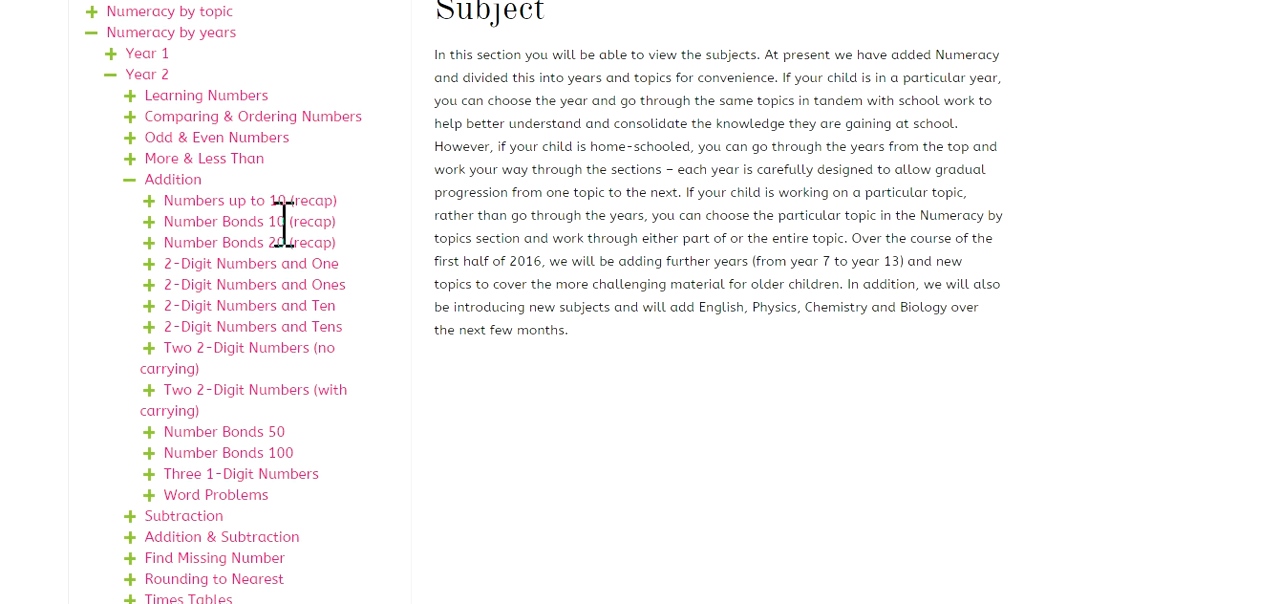 Numeracy by topic
Numeracy by years
Year 1
Year 2
Learning Numbers
Comparing & Ordering Numbers
Odd & Even Numbers
More & Less Than
Addition
Numbers up to 10 (recap)
Number Bonds 10 (recap)
Number Bonds 20 (recap)
2-Digit Numbers and One
2-Digit Numbers and Ones
2-Digit Numbers and Ten
2-Digit Numbers and Tens
Two 2-Digit Numbers (no
carrying)
Two 2-Digit Numbers (with
carrying)
Number Bonds 50
Number Bonds 100
Three 1-Digit Numbers
Word Problems
Subtraction
Addition & Subtraction
Find Missing Number
Rounding to Nearest
Times Tables
Subject
In this section you will be able to view the subjects. At present we have added Numeracy
and divided this into years and topics for convenience. If your child is in a particular year,
you can choose the year and go through the same topics in tandem with school work to
help better understand and consolidate the knowledge they are gaining at school.
However, if your child is home-schooled, you can go through the years from the top and
work your way through the sections – each year is carefully designed to allow gradual
progression from one topic to the next. If your child is working on a particular topic,
rather than go through the years, you can choose the particular topic in the Numeracy by
topics section and work through either part of or the entire topic. Over the course of the
first half of 2016, we will be adding further years (from year 7 to year 13) and new
topics to cover the more challenging material for older children. In addition, we will also
be introducing new subjects and will add English, Physics, Chemistry and Biology over
the next few months.